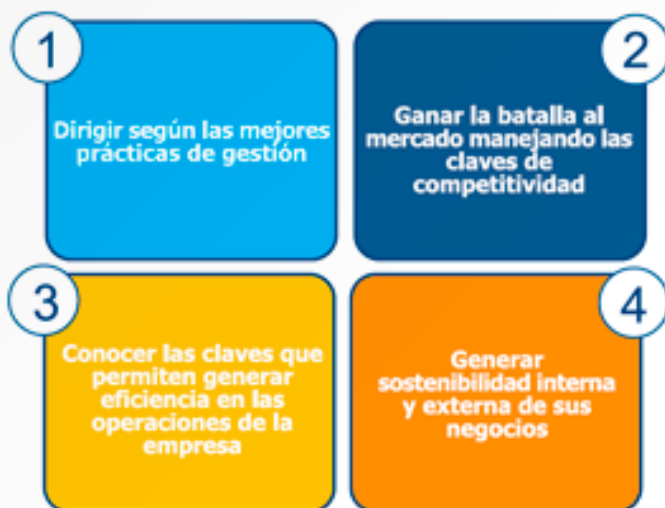 1
Dirigir según las mejores
prácticas de gestión
2
Ganar la batalla al
mercado manejando las
claves de
competitividad
3
Conocer las claves que
permiten generar
eficiencia en las
operaciones de la
empresa
4
Generar
sostenibilidad interna
y externa de sus
negocios